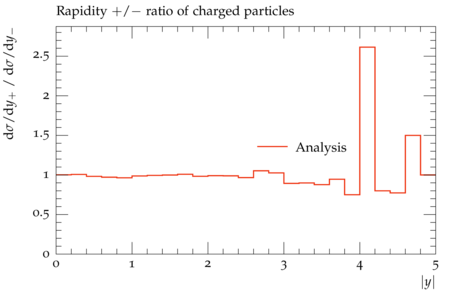 Rapidity +/− ratio of charged particles
dσ/dy₊ / dσ/dy₋
2.5
2
1.5
1
0.5
0
Analysis
0 1 2 3 4 5
|y|